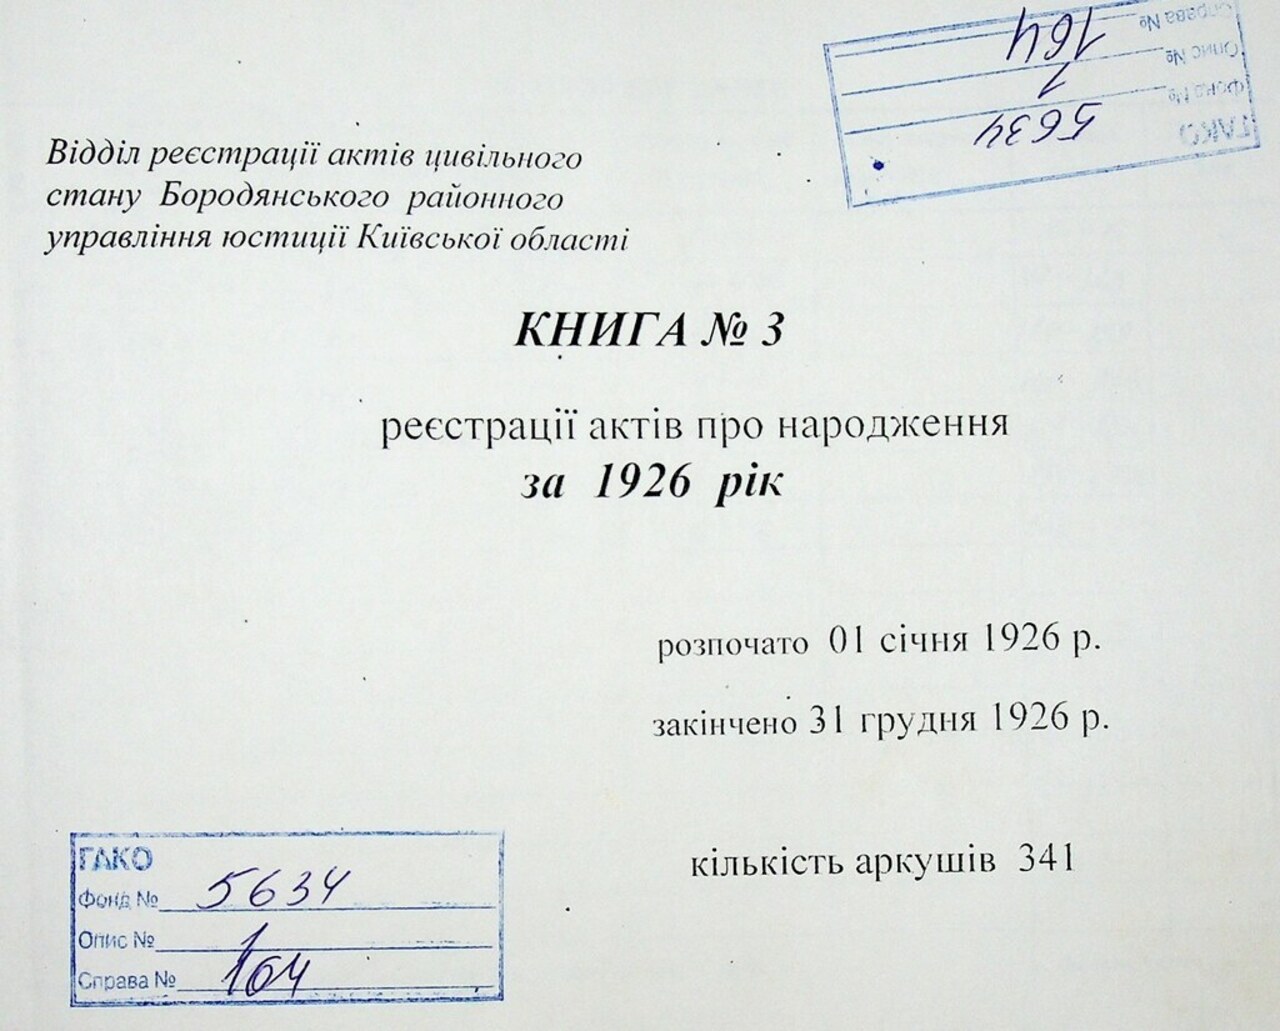 Справа № 164
Опис № 1
Фонд № 5634
ГАКО
Відділ реєстрації актів цивільного
стану Бородянського районного
управління юстиції Київської області
КНИГА № 3
реєстрації актів про народження
за 1926 рік
розпочато 01 січня 1926 р.
закінчено 31 грудня 1926 р.
кількість аркушів 341
ГАКО
Фонд № 5634
Опис № 1
Справа № 164